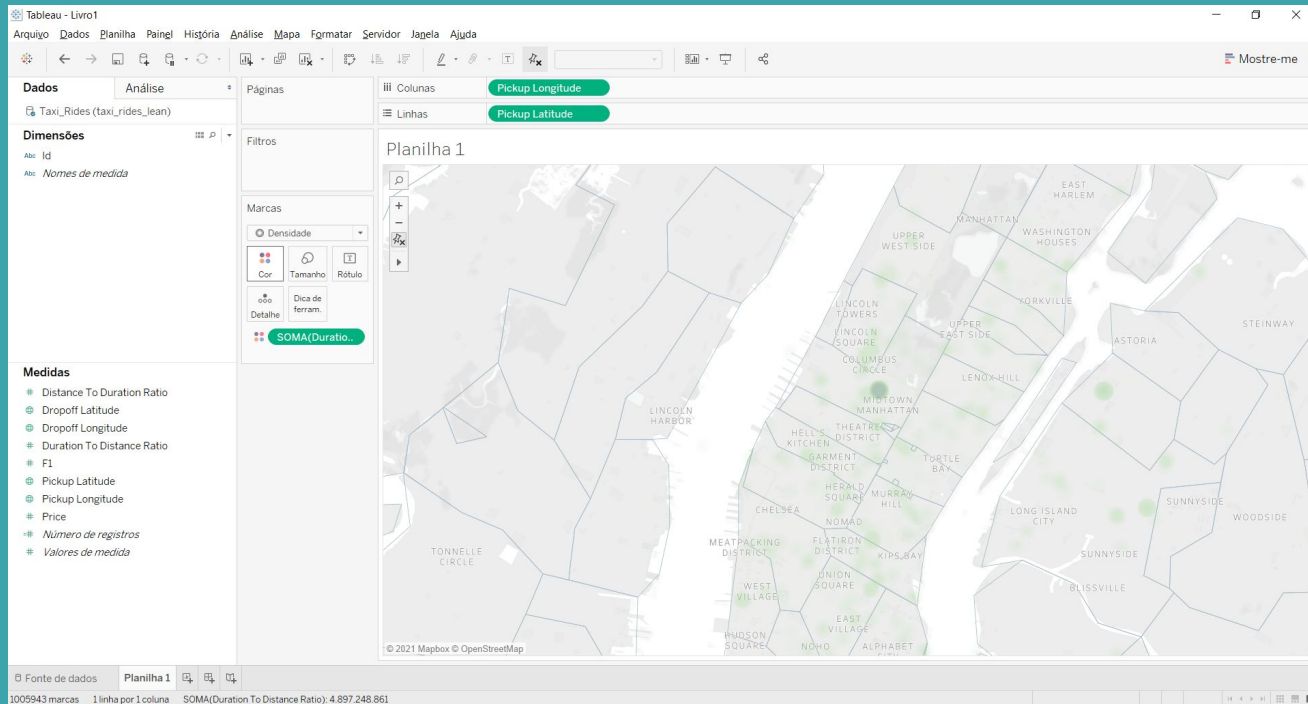 Tableau - Livro1
Arquivo Dados Planilha Painel História Análise Mapa Formatar Servidor Janela Ajuda
Mostre-me
Dados Análise
Taxi_Rides (taxi_rides_lean)
Dimensões
Abc Id
Abc Nomes de medida
Medidas
# Distance To Duration Ratio
Dropoff Latitude
Dropoff Longitude
# Duration To Distance Ratio
# F1
Pickup Latitude
Pickup Longitude
# Price
=# Número de registros
# Valores de medida
Páginas
Filtros
Marcas
Densidade
Cor Tamanho Rótulo
Detalhe Dica de ferram.
SOMA(Duratio..
Colunas Pickup Longitude
Linhas Pickup Latitude
Planilha 1
EAST
HARLEM
MANHATTAN
WASHINGTON
HOUSES
UPPER
WEST SIDE
YORKVILLE
LINCOLN
TOWERS
UPPER
EAST SIDE
STEINWAY
LINCOLN
SQUARE
ASTORIA
COLUMBUS
CIRCLE
LENOX HILL
MIDTOWN
MANHATTAN
LINCOLN
HARBOR
THEATRE
DISTRICT
HELL'S
KITCHEN
GARMENT
DISTRICT
TURTLE
BAY
HERALD
SQUARE
MURRAY
HILL
CHELSEA
NOMAD
LONG ISLAND
CITY
SUNNYSIDE
WOODSIDE
MEATPACKING
DISTRICT
FLATIRON
DISTRICT
KIPS BAY
TONNELLE
CIRCLE
SUNNYSIDE
UNION
SQUARE
WEST
VILLAGE
BLISSVILLE
EAST
VILLAGE
HUDSON
SQUARE
NOHO
ALPHABET
© 2021 Mapbox © OpenStreetMap
Fonte de dados Planilha 1
1005943 marcas 1 linha por 1 coluna SOMA(Duration To Distance Ratio): 4.897.248.861